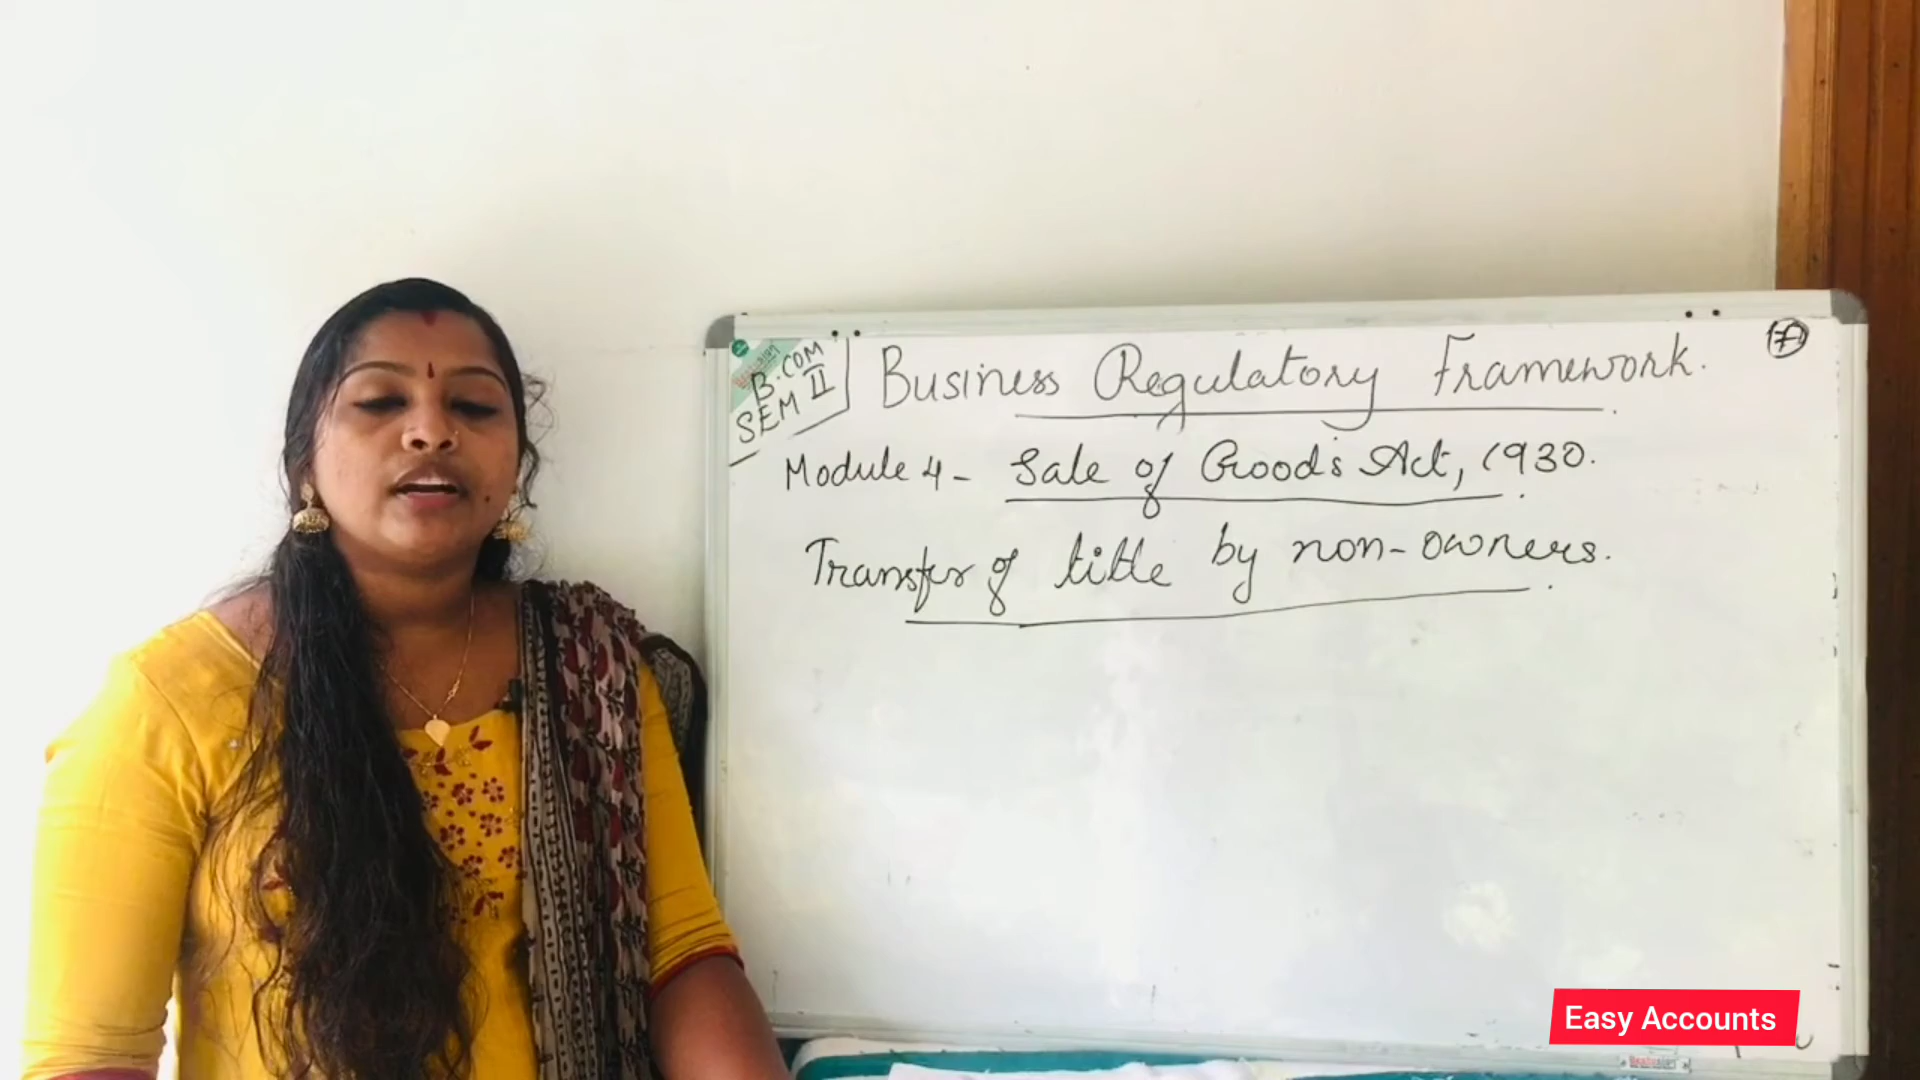 B.COM
SEM II
Business Regulatory Framework.
Module 4 - Sale of Goods Act, 1930.
Transfer of title by non-owners.
Easy Accounts